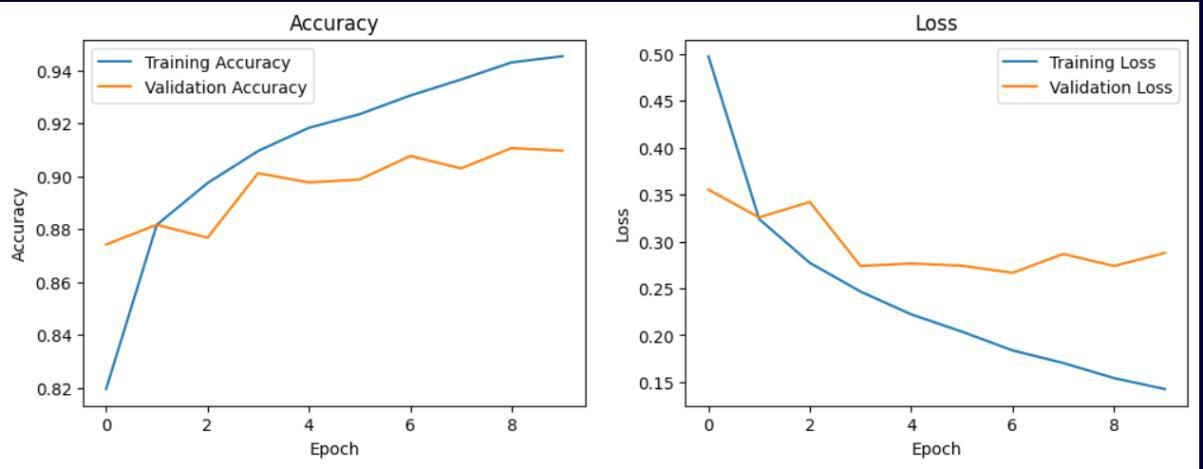 Accuracy
Training Accuracy
Validation Accuracy
0.94
0.92
0.90
0.88
0.86
0.84
0.82
Accuracy
0 2 4 6 8
Epoch
Loss
Training Loss
Validation Loss
0.50
0.45
0.40
0.35
0.30
0.25
0.20
0.15
Loss
0 2 4 6 8
Epoch